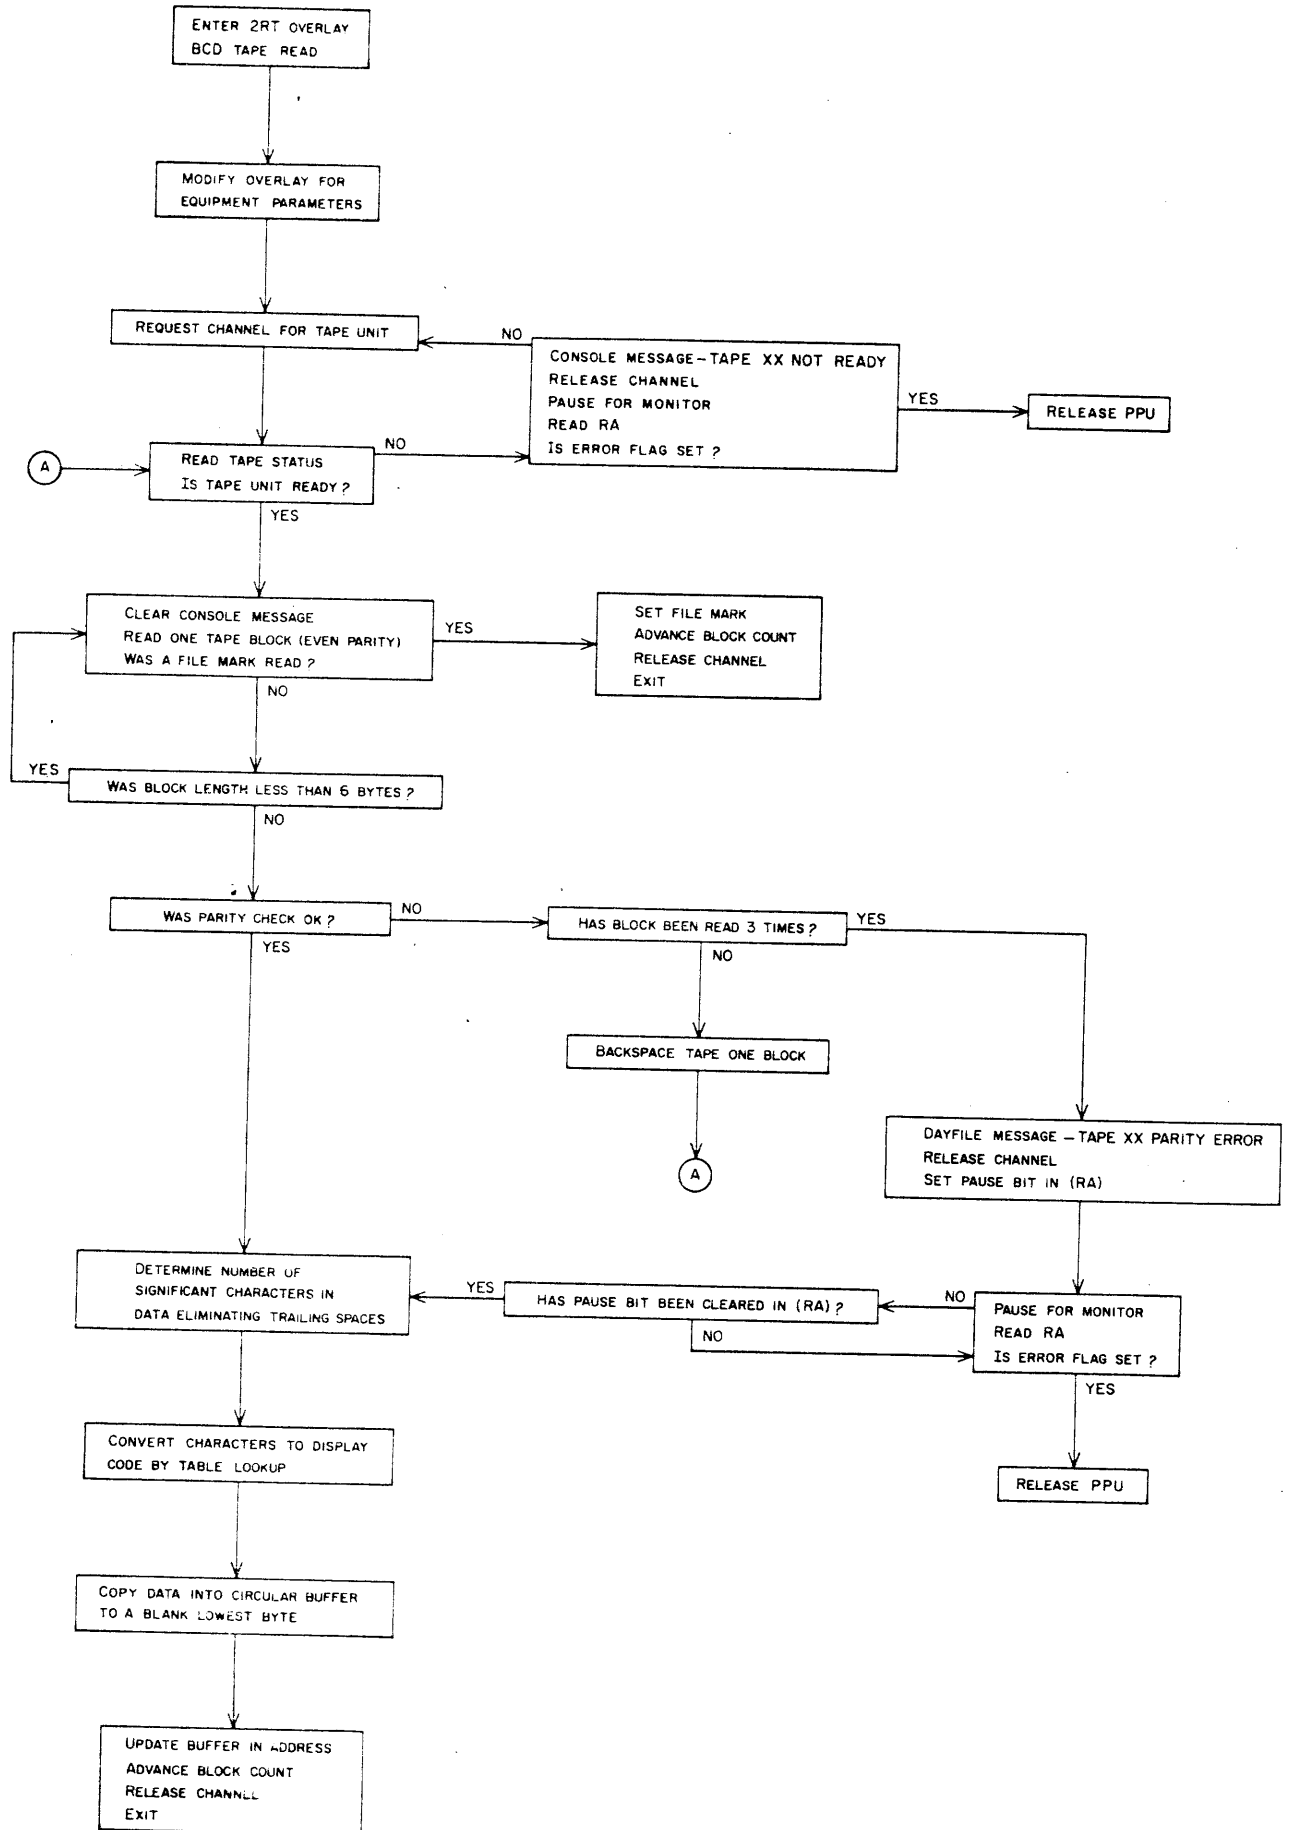 ENTER 2RT OVERLAY
BCD TAPE READ
MODIFY OVERLAY FOR
EQUIPMENT PARAMETERS
REQUEST CHANNEL FOR TAPE UNIT
NO
CONSOLE MESSAGE – TAPE XX NOT READY
RELEASE CHANNEL
PAUSE FOR MONITOR
READ RA
IS ERROR FLAG SET ?
YES
RELEASE PPU
A
READ TAPE STATUS
IS TAPE UNIT READY ?
NO
YES
CLEAR CONSOLE MESSAGE
READ ONE TAPE BLOCK (EVEN PARITY)
WAS A FILE MARK READ ?
YES
SET FILE MARK
ADVANCE BLOCK COUNT
RELEASE CHANNEL
EXIT
NO
YES
WAS BLOCK LENGTH LESS THAN 6 BYTES ?
NO
WAS PARITY CHECK OK ?
NO
HAS BLOCK BEEN READ 3 TIMES ?
YES
YES
NO
BACKSPACE TAPE ONE BLOCK
A
DAYFILE MESSAGE – TAPE XX PARITY ERROR
RELEASE CHANNEL
SET PAUSE BIT IN (RA)
DETERMINE NUMBER OF
SIGNIFICANT CHARACTERS IN
DATA ELIMINATING TRAILING SPACES
YES
HAS PAUSE BIT BEEN CLEARED IN (RA) ?
NO
NO
PAUSE FOR MONITOR
READ RA
IS ERROR FLAG SET ?
YES
RELEASE PPU
CONVERT CHARACTERS TO DISPLAY
CODE BY TABLE LOOKUP
COPY DATA INTO CIRCULAR BUFFER
TO A BLANK LOWEST BYTE
UPDATE BUFFER IN ADDRESS
ADVANCE BLOCK COUNT
RELEASE CHANNEL
EXIT